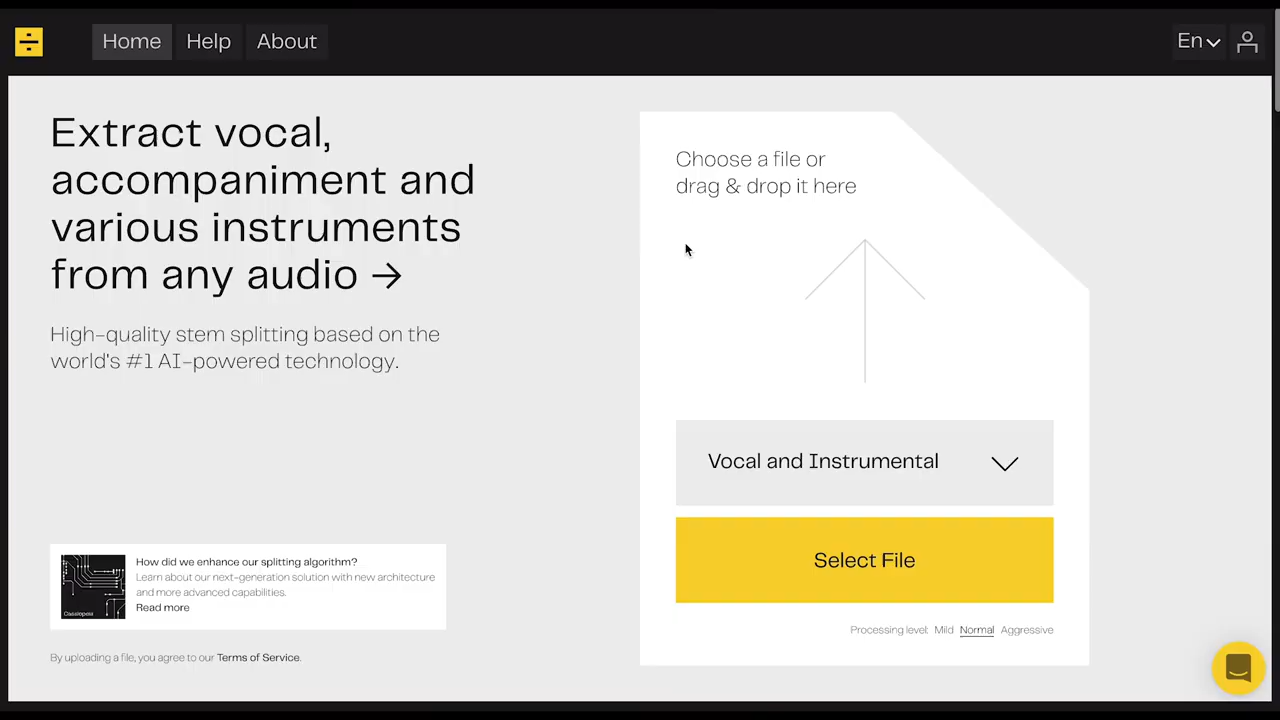 Home Help About
En
Extract vocal,
accompaniment and
various instruments
from any audio →
High-quality stem splitting based on the
world's #1 AI-powered technology.
Choose a file or
drag & drop it here
Vocal and Instrumental
Select File
Processing level: Mild Normal Aggressive
How did we enhance our splitting algorithm?
Learn about our next-generation solution with new architecture
and more advanced capabilities.
Read more
Cassiopeia
By uploading a file, you agree to our Terms of Service.